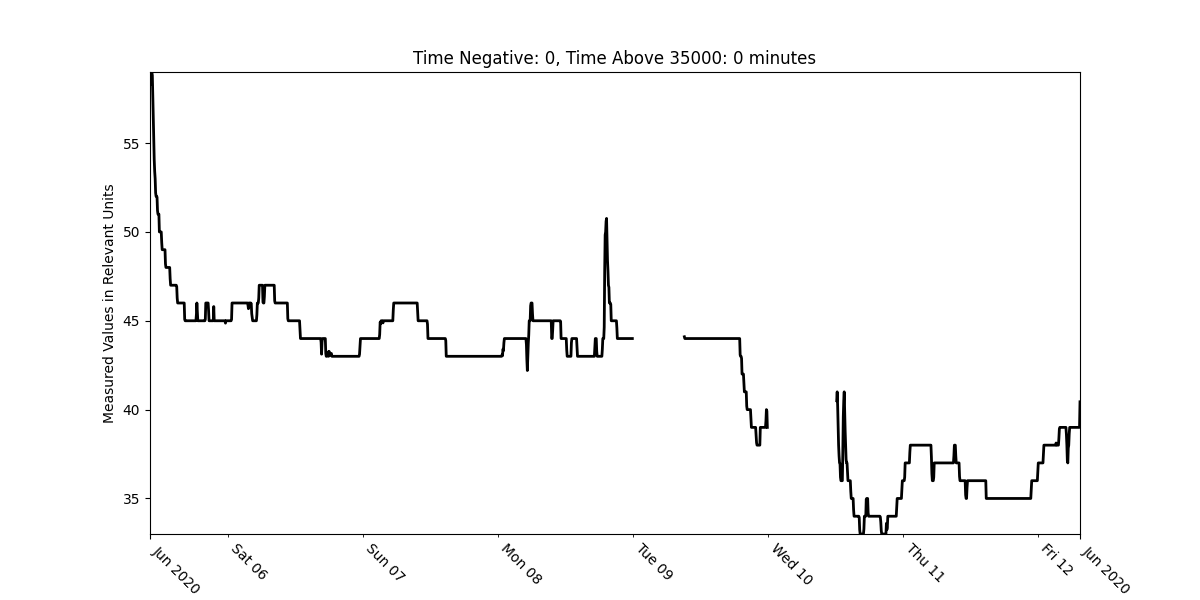 Time Negative: 0, Time Above 35000: 0 minutes
Measured Values in Relevant Units
55
50
45
40
35
Jun 2020
Sat 06
Sun 07
Mon 08
Tue 09
Wed 10
Thu 11
Fri 12
Jun 2020